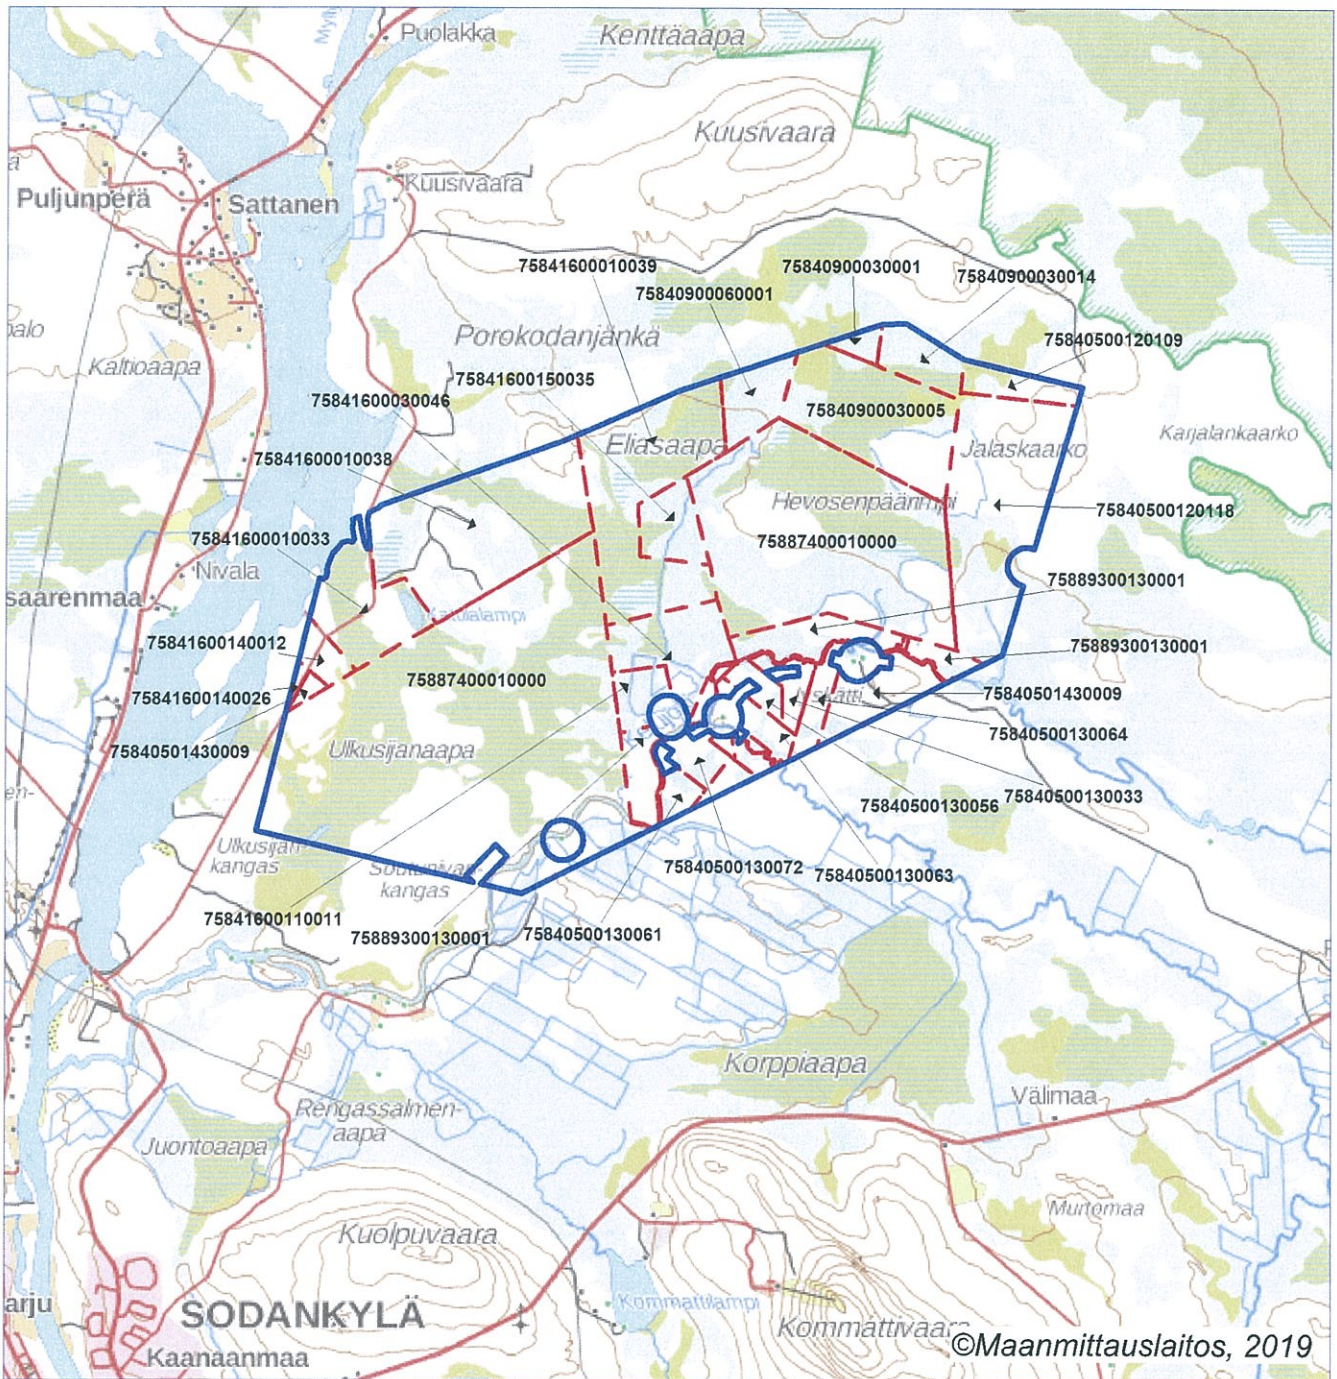 Puolakka
Kenttäaapa
Kuusivaara
Kuusivaara
Puljunperä
Sattanen
75841600010039
75840900030001
75840900030014
75840900060001
Porokodanjänkä
75840500120109
Kaltioaapa
75841600150035
75841600030046
75840900030005
Eliasaapa
Jalaskaarko
Karjalankaarko
75841600010038
Hevosenpäärimpi
75840500120118
75841600010033
75887400010000
Nivala
75889300130001
saarenmaa
75841600140012
75889300130001
75887400010000
75841600140026
75840501430009
75840500130064
75840501430009
Ulkusijanaapa
75840500130056
75840500130033
Ulkusijan-
kangas
kangas
75840500130072
75840500130063
75841600110011
75889300130001
75840500130061
Korppiaapa
Välimaa
Rengassalmen-
aapa
Juontoaapa
Murtomaa
Kuolpuvaara
arju
SODANKYLÄ
Kommattilampi
Kommattivaara
©Maanmittauslaitos, 2019
Kaanaanmaa